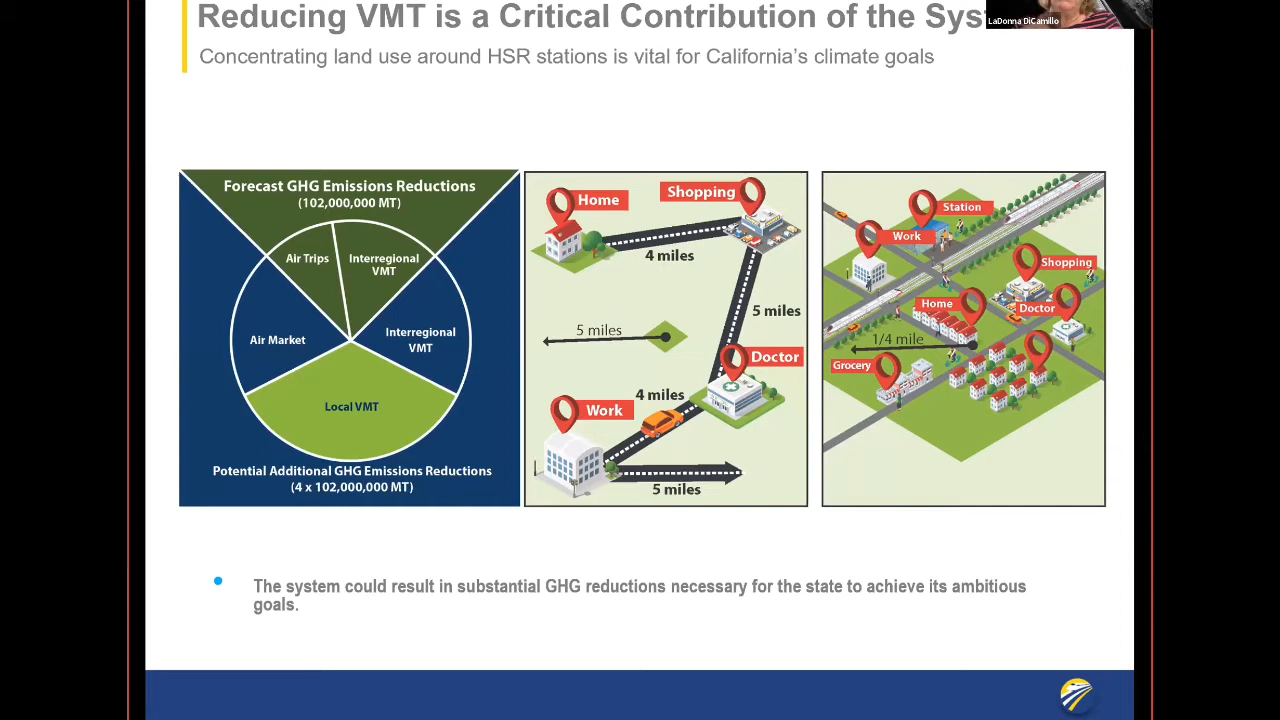 Reducing VMT is a Critical Contribution of the Sys
LaDonna DiCamillo
Concentrating land use around HSR stations is vital for California's climate goals
Forecast GHG Emissions Reductions
(102,000,000 MT)
Air Trips
Interregional
VMT
Air Market
Interregional
VMT
Local VMT
Potential Additional GHG Emissions Reductions
(4 x 102,000,000 MT)
Home
Shopping
4 miles
5 miles
5 miles
Doctor
4 miles
Work
5 miles
Station
Work
Shopping
Home
Doctor
1/4 mile
Grocery
The system could result in substantial GHG reductions necessary for the state to achieve its ambitious
goals.